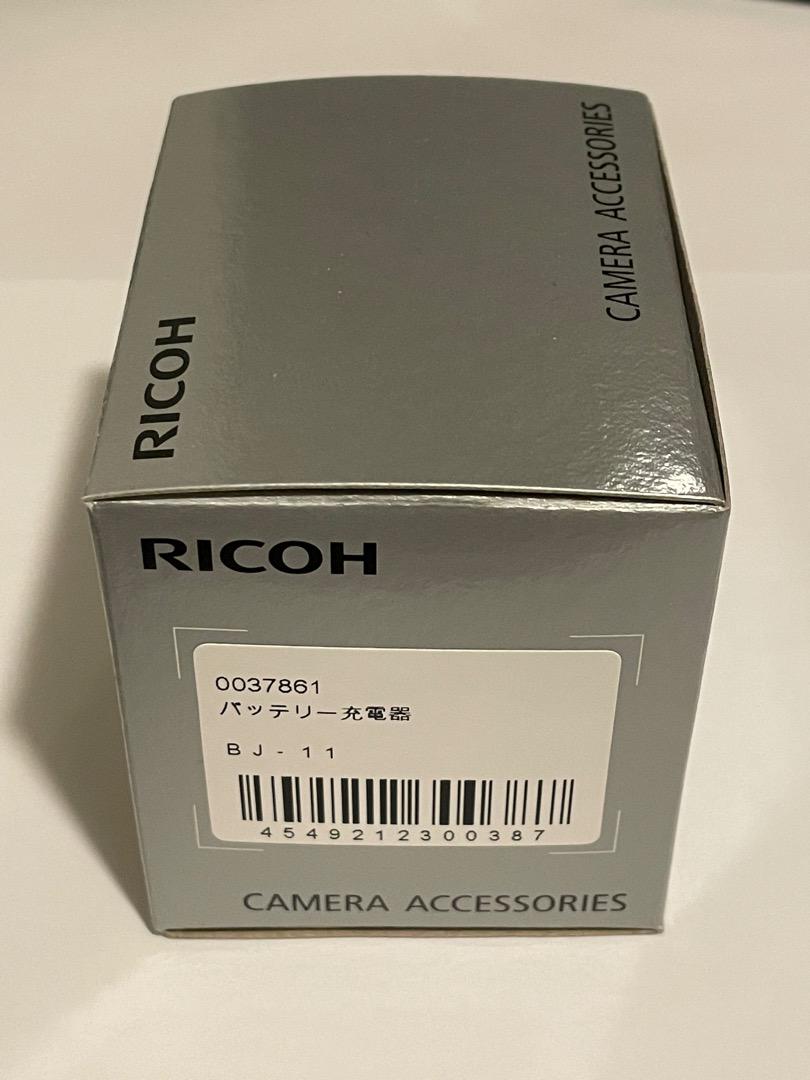 RICOH
CAMERA ACCESSORIES
RICOH
0037861
バッテリー充電器
BJ-11
4549212300387
CAMERA ACCESSORIES